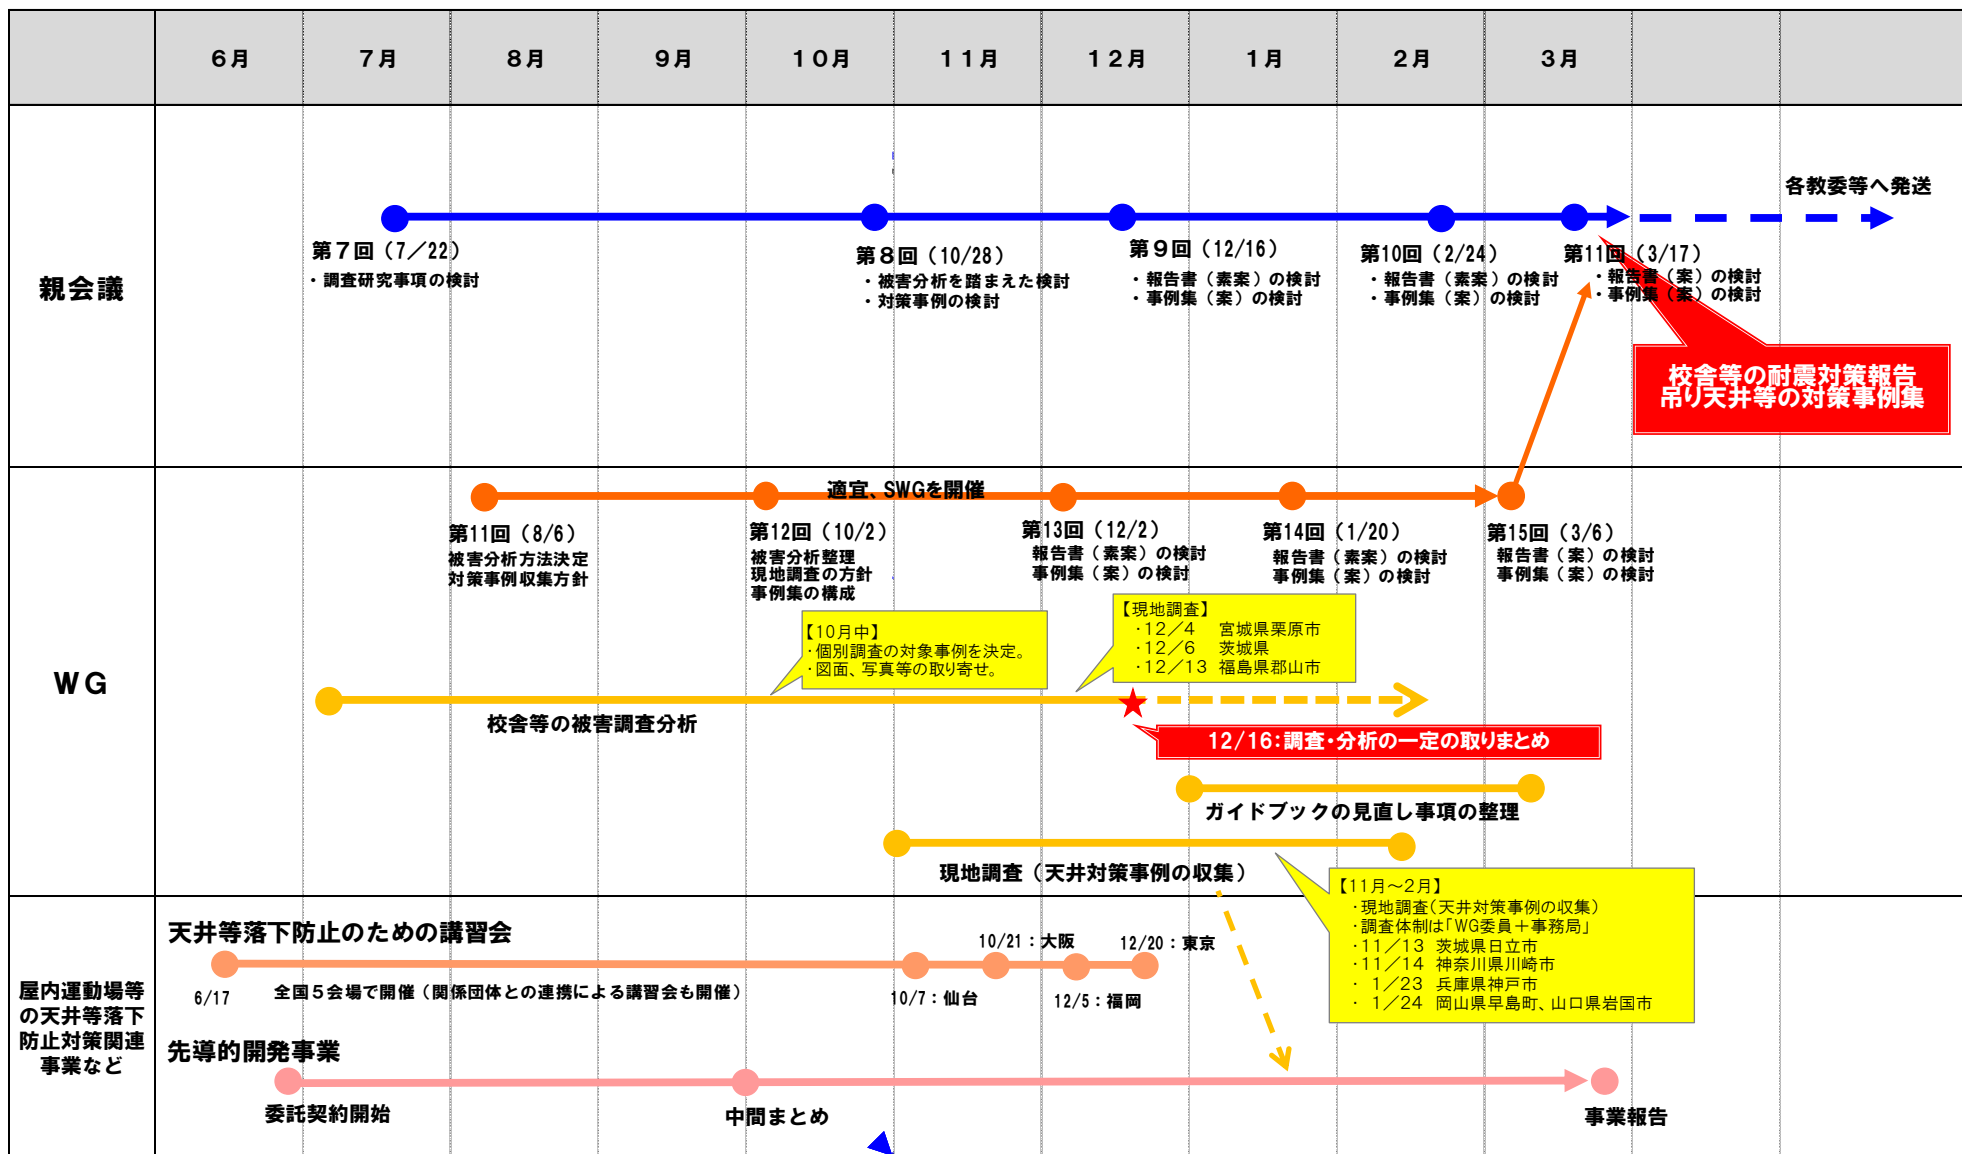 6月 7月 8月 9月 10月 11月 12月 1月 2月 3月
親会議
各教委等へ発送
第7回（7／22）
・調査研究事項の検討
第8回（10/28）
・被害分析を踏まえた検討
・対策事例の検討
第9回（12/16）
・報告書（素案）の検討
・事例集（案）の検討
第10回（2/24）
・報告書（素案）の検討
・事例集（案）の検討
第11回（3/17）
・報告書（案）の検討
・事例集（案）の検討
校舎等の耐震対策報告
吊り天井等の対策事例集
WG
適宜、SWGを開催
第11回（8/6）
被害分析方法決定
対策事例収集方針
第12回（10/2）
被害分析整理
現地調査の方針
事例集の構成
第13回（12/2）
報告書（素案）の検討
事例集（案）の検討
第14回（1/20）
報告書（素案）の検討
事例集（案）の検討
第15回（3/6）
報告書（案）の検討
事例集（案）の検討
【10月中】
・個別調査の対象事例を決定。
・図面、写真等の取り寄せ。
【現地調査】
・12／4 宮城県栗原市
・12／6 茨城県
・12／13 福島県郡山市
校舎等の被害調査分析
12/16:調査・分析の一定の取りまとめ
ガイドブックの見直し事項の整理
現地調査（天井対策事例の収集）
【11月～2月】
・現地調査（天井対策事例の収集）
・調査体制は「WG委員＋事務局」
・11／13 茨城県日立市
・11／14 神奈川県川崎市
・ 1／23 兵庫県神戸市
・ 1／24 岡山県早島町、山口県岩国市
屋内運動場等
の天井等落下
防止対策関連
事業など
天井等落下防止のための講習会
6/17
全国5会場で開催（関係団体との連携による講習会も開催）
10/7：仙台
10/21：大阪
12/5：福岡
12/20：東京
先導的開発事業
委託契約開始
中間まとめ
事業報告